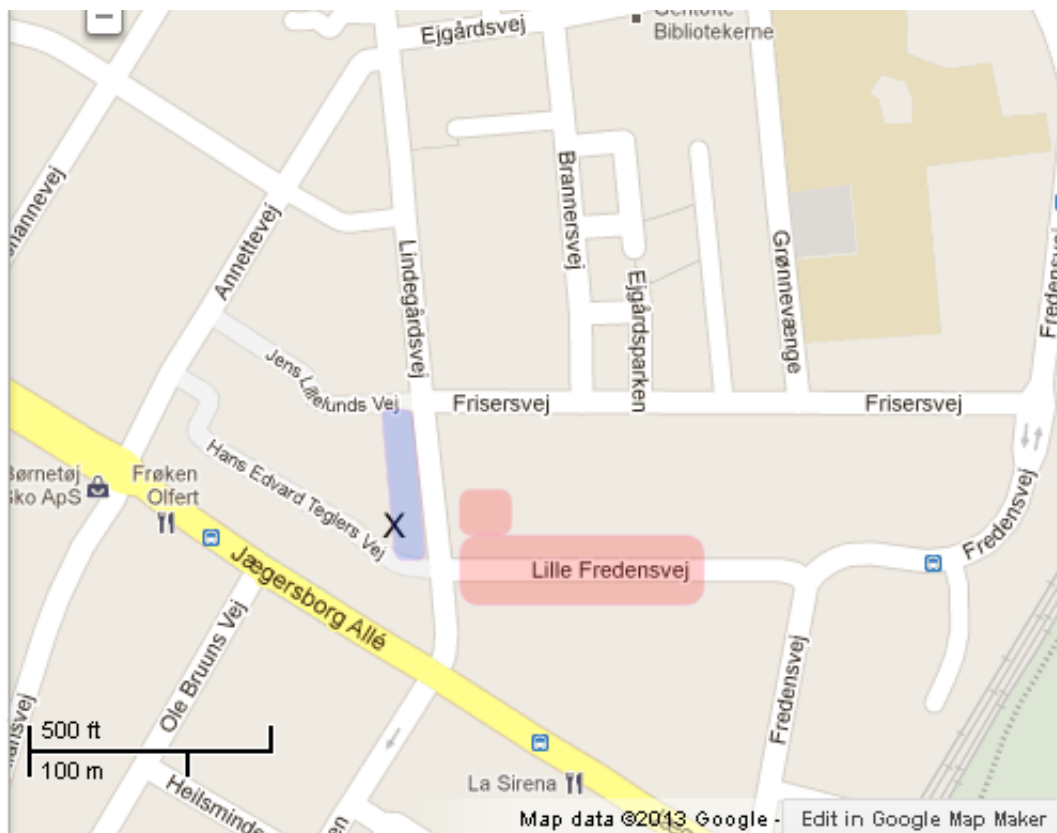 −
Ejgårdsvej
Gentofte
Bibliotekerne
Brannersvej
Annettevej
Lindegårdsvej
Ejgårdsparken
Grønnevænge
Jens Lillelunds Vej
Frisersvej
Frisersvej
Hans Edvard Teglers Vej
X
Frøken
Olfert
Lille Fredensvej
Fredensvej
Fredensvej
Jægersborg Allé
Ole Bruuns Vej
500 ft
100 m
La Sirena
Map data ©2013 Google -
Edit in Google Map Maker